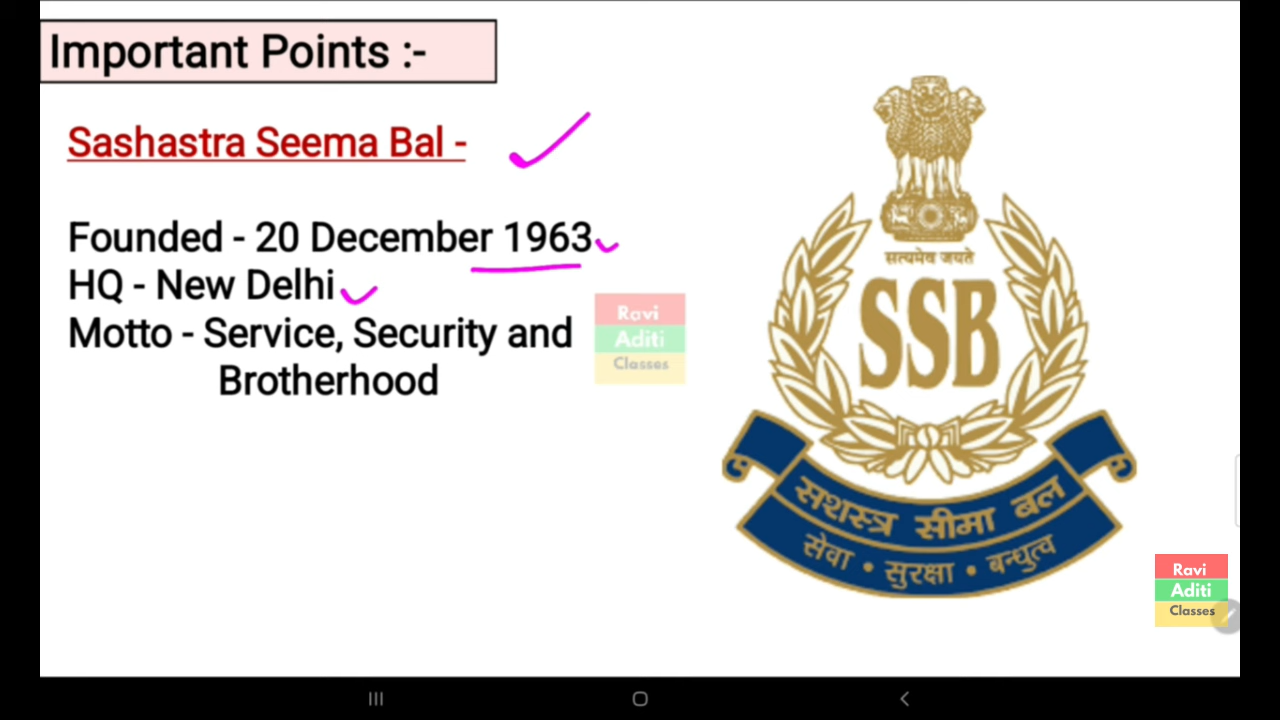 Important Points :-
Sashastra Seema Bal -
Founded - 20 December 1963
HQ - New Delhi
Motto - Service, Security and
Brotherhood
Ravi
Aditi
Classes
सत्यमेव जयते
SSB
सशस्त्र सीमा बल
सेवा • सुरक्षा • बन्धुत्व
Ravi
Aditi
Classes